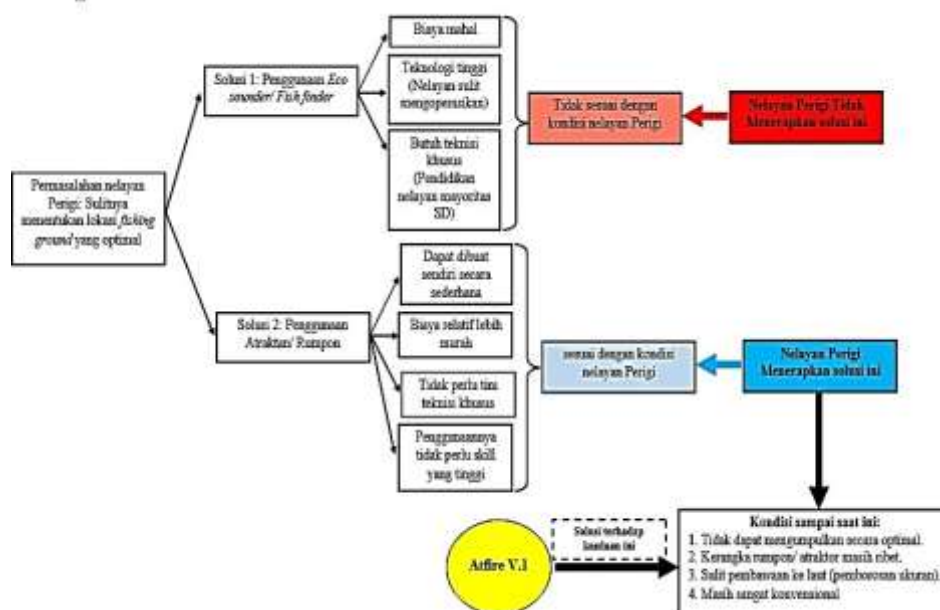 Permasalahan nelayan
Perigi: Sulitnya
menentukan lokasi fishing
ground yang optimal
Solusi 1: Penggunaan Eco
sounder/ Fish finder
Biaya mahal
Teknologi tinggi
(Nelayan sulit
mengoperasikan)
Butuh teknisi
khusus
(Pendidikan
nelayan mayoritas
SD)
Tidak sesuai dengan
kondisi nelayan Perigi
Nelayan Perigi Tidak
Menerapkan solusi ini
Solusi 2: Penggunaan
Atraktan/ Rumpon
Dapat dibuat
sendiri secara
sederhana
Biaya relatif lebih
murah
Tidak perlu tim
teknisi khusus
Penggunaannya
tidak perlu skill
yang tinggi
sesuai dengan kondisi
nelayan Perigi
Nelayan Perigi
Menerapkan solusi ini
Atfire V.1
Solusi terhadap
ini
Kondisi sampai saat ini:
1. Tidak dapat mengumpulkan secara optimal.
2. Kerangka rumpon/ atraktor masih ribet.
3. Sulit pembawaan ke laut (pemborosan ukuran).
4. Masih sangat konvensional